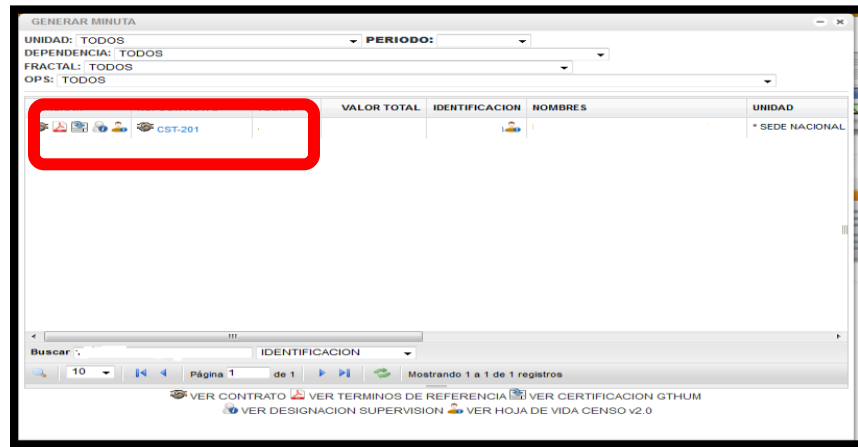 GENERAR MINUTA
UNIDAD: TODOS PERIODO:
DEPENDENCIA: TODOS
FRACTAL: TODOS
OPS: TODOS
VALOR TOTAL IDENTIFICACION NOMBRES UNIDAD
CST-201 * SEDE NACIONAL
Buscar IDENTIFICACION
10 Página 1 de 1 Mostrando 1 a 1 de 1 registros
VER CONTRATO VER TERMINOS DE REFERENCIA VER CERTIFICACION GTHUM
VER DESIGNACION SUPERVISION VER HOJA DE VIDA CENSO v2.0